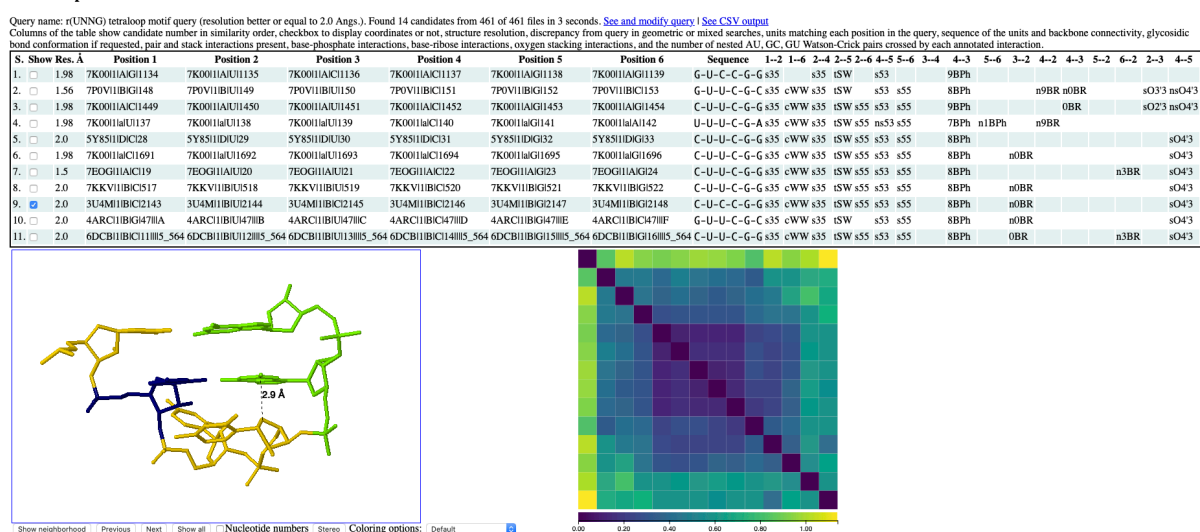 Query name: r(UNNG) tetraloop motif query (resolution better or equal to 2.0 Angs.). Found 14 candidates from 461 of 461 files in 3 seconds. See and modify query | See CSV output
Columns of the table show candidate number in similarity order, checkbox to display coordinates or not, structure resolution, discrepancy from query in geometric or mixed searches, units matching each position in the query, sequence of the units and backbone connectivity, glycosidic
bond conformation if requested, pair and stack interactions present, base-phosphate interactions, base-ribose interactions, oxygen stacking interactions, and the number of nested AU, GC, GU Watson-Crick pairs crossed by each annotated interaction.
S. Show Res. Å Position 1 Position 2 Position 3 Position 4 Position 5 Position 6 Sequence 1--2 1--6 2--4 2--5 2--6 4--5 5--6 3--4 4--3 5--6 3--2 4--2 4--3 5--2 6--2 2--3 4--5
1. 1.98 7K00|1|A|G|1134 7K00|1|A|U|1135 7K00|1|A|C|1136 7K00|1|A|C|1137 7K00|1|A|G|1138 7K00|1|A|G|1139 G-U-C-C-G-G s35 s35 tSW s53 9BPh
2. 1.56 7P0V|1|B|G|148 7P0V|1|B|U|149 7P0V|1|B|U|150 7P0V|1|B|C|151 7P0V|1|B|G|152 7P0V|1|B|C|153 G-U-U-C-G-C s35 cWW s35 tSW s53 s55 8BPh n9BR n0BR sO3'3 nsO4'3
3. 1.98 7K00|1|A|C|1449 7K00|1|A|U|1450 7K00|1|A|U|1451 7K00|1|A|C|1452 7K00|1|A|G|1453 7K00|1|A|G|1454 C-U-U-C-G-G s35 cWW s35 tSW s55 s53 s55 9BPh 0BR sO2'3 nsO4'3
4. 1.98 7K00|1|a|U|137 7K00|1|a|U|138 7K00|1|a|U|139 7K00|1|a|C|140 7K00|1|a|G|141 7K00|1|a|A|142 U-U-U-C-G-A s35 cWW s35 tSW s55 ns53 s55 7BPh n1BPh n9BR
5. 2.0 5Y85|1|D|C|28 5Y85|1|D|U|29 5Y85|1|D|U|30 5Y85|1|D|C|31 5Y85|1|D|G|32 5Y85|1|D|G|33 C-U-U-C-G-G s35 cWW s35 tSW s55 s53 s55 8BPh sO4'3
6. 1.98 7K00|1|a|C|1691 7K00|1|a|U|1692 7K00|1|a|U|1693 7K00|1|a|C|1694 7K00|1|a|G|1695 7K00|1|a|G|1696 C-U-U-C-G-G s35 cWW s35 tSW s55 s53 s55 8BPh n0BR sO4'3
7. 1.5 7EOG|1|A|C|19 7EOG|1|A|U|20 7EOG|1|A|U|21 7EOG|1|A|C|22 7EOG|1|A|G|23 7EOG|1|A|G|24 C-U-U-C-G-G s35 cWW s35 tSW s55 s53 s55 8BPh n3BR sO4'3
8. 2.0 7KKV|1|B|C|517 7KKV|1|B|U|518 7KKV|1|B|U|519 7KKV|1|B|C|520 7KKV|1|B|G|521 7KKV|1|B|G|522 C-U-U-C-G-G s35 cWW s35 tSW s55 s53 s55 8BPh n0BR sO4'3
9. 2.0 3U4M|1|B|C|2143 3U4M|1|B|U|2144 3U4M|1|B|C|2145 3U4M|1|B|C|2146 3U4M|1|B|G|2147 3U4M|1|B|G|2148 C-U-C-C-G-G s35 cWW s35 tSW s55 s53 s55 8BPh n0BR sO4'3
10. 2.0 4ARC|1|B|G|47|||A 4ARC|1|B|U|47|||B 4ARC|1|B|U|47|||C 4ARC|1|B|C|47|||D 4ARC|1|B|G|47|||E 4ARC|1|B|C|47|||F G-U-U-C-G-C s35 cWW s35 tSW s53 s55 8BPh n0BR sO4'3
11. 2.0 6DCB|1|B|C|11||||5_564 6DCB|1|B|U|12||||5_564 6DCB|1|B|U|13||||5_564 6DCB|1|B|C|14||||5_564 6DCB|1|B|G|15||||5_564 6DCB|1|B|G|16||||5_564 C-U-U-C-G-G s35 cWW s35 tSW s55 s53 s55 8BPh 0BR n3BR sO4'3
2.9 Å
0.00 0.20 0.40 0.60 0.80 1.00
Show neighborhood Previous Next Show all Nucleotide numbers Stereo Coloring options: Default